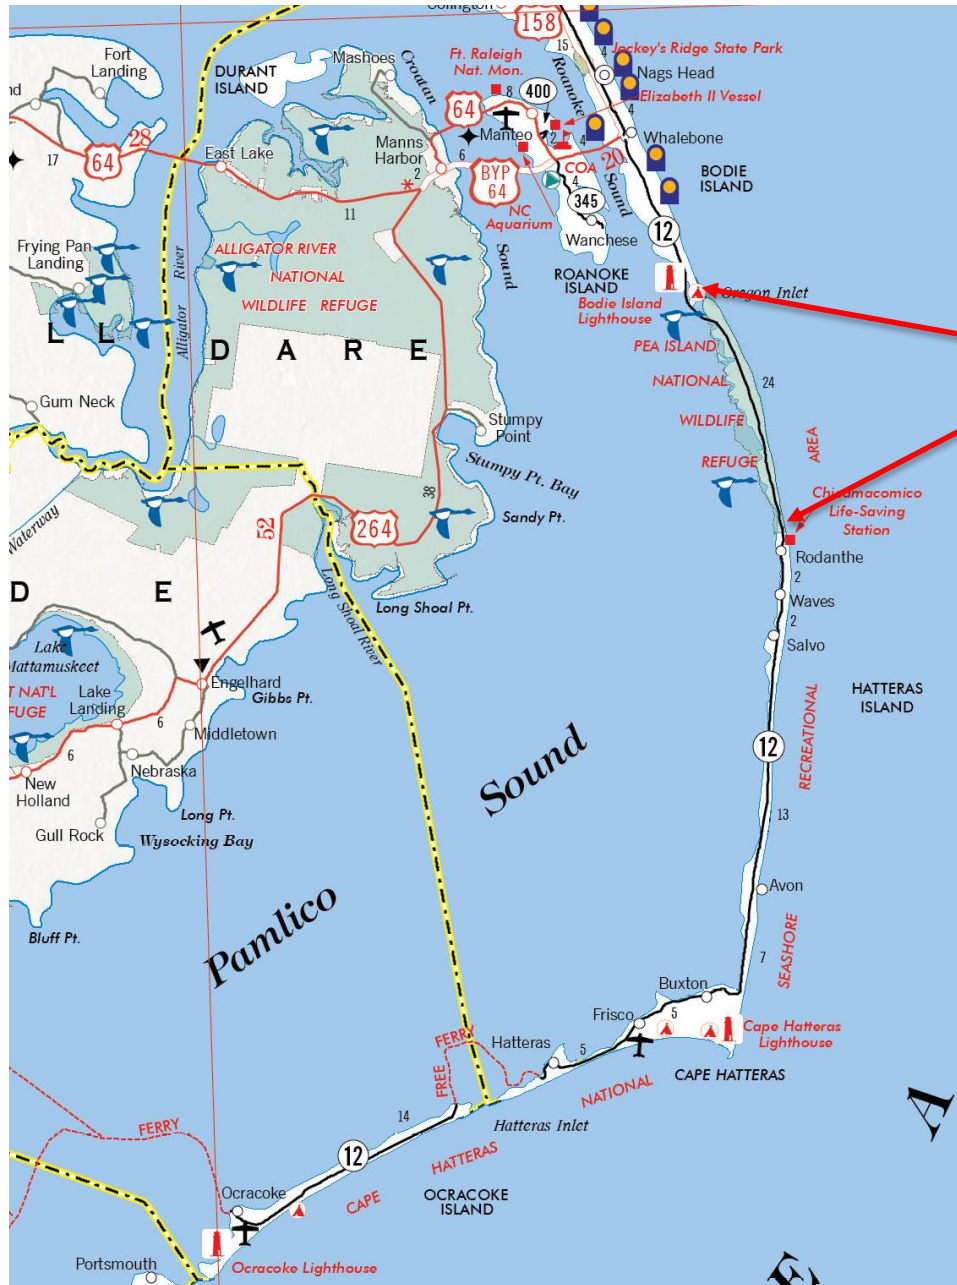 Colington
158
15
4
Jockey's Ridge State Park
Nags Head
Elizabeth II Vessel
4
Whalebone
BODIE
ISLAND
Fort
Landing
DURANT
ISLAND
Mashoes
Croatan
Ft. Raleigh
Nat. Mon.
Roanoke
Sound
8
400
64
Manteo
2
4
20
COA
4
345
Wanchese
nd
17
64
28
East Lake
Manns
Harbor
2
6
BYP
64
NC
Aquarium
11
*
Sound
ROANOKE
ISLAND
12
Bodie Island
Lighthouse
Oregon Inlet
Frying Pan
Landing
Alligator
River
ALLIGATOR RIVER
NATIONAL
WILDLIFE REFUGE
L L
D A R E
PEA ISLAND
NATIONAL
WILDLIFE
REFUGE
24
Gum Neck
Stumpy
Point
Stumpy Pt. Bay
AREA
Chicamacomico
Life-Saving
Station
38
Sandy Pt.
Waterway
52
264
Rodanthe
2
Waves
2
Salvo
D E
Long Shoal Pt.
Long Shoal River
Lake
Mattamuskeet
T NAT'L
FUGE
Lake
Landing
Engelhard
Gibbs Pt.
6
Middletown
6
Nebraska
New
Holland
Long Pt.
Gull Rock
Wysocking Bay
Bluff Pt.
HATTERAS
ISLAND
RECREATIONAL
12
13
Pamlico
Sound
Avon
7
SEASHORE
Buxton
Frisco
5
Cape Hatteras
Lighthouse
Hatteras
5
CAPE HATTERAS
FERRY
FREE
NATIONAL
Hatteras Inlet
14
HATTERAS
12
CAPE
OCRACOKE
ISLAND
FERRY
Ocracoke
Ocracoke Lighthouse
Portsmouth
A
E